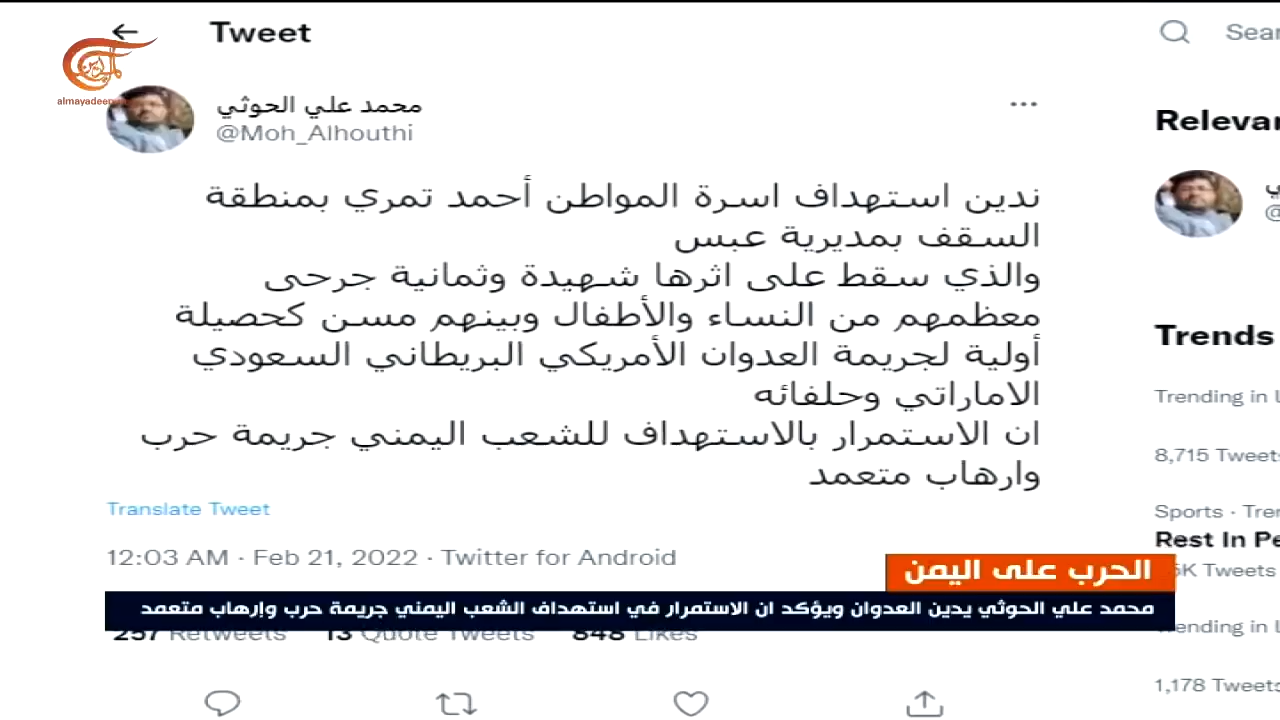 Tweet
Sear
almayadeen
محمد علي الحوثي
@Moh_Alhouthi
Relevan
ندين استهداف اسرة المواطن أحمد تمري بمنطقة
السقف بمديرية عبس
والذي سقط على اثرها شهيدة وثمانية جرحى
معظمهم من النساء والأطفال وبينهم مسن كحصيلة
أولية لجريمة العدوان الأمريكي البريطاني السعودي
الاماراتي وحلفائه
ان الاستمرار بالاستهداف للشعب اليمني جريمة حرب
وارهاب متعمد
Translate Tweet
12:03 AM · Feb 21, 2022 · Twitter for Android
257 Retweets 13 Quote Tweets 848 Likes
Trends
Trending in
8,715 Tweets
Sports · Tren
Rest In Pe
5K Tweets
ending in
1,178 Tweets
الحرب على اليمن
محمد علي الحوثي يدين العدوان ويؤكد ان الاستمرار في استهداف الشعب اليمني جريمة حرب وإرهاب متعمد